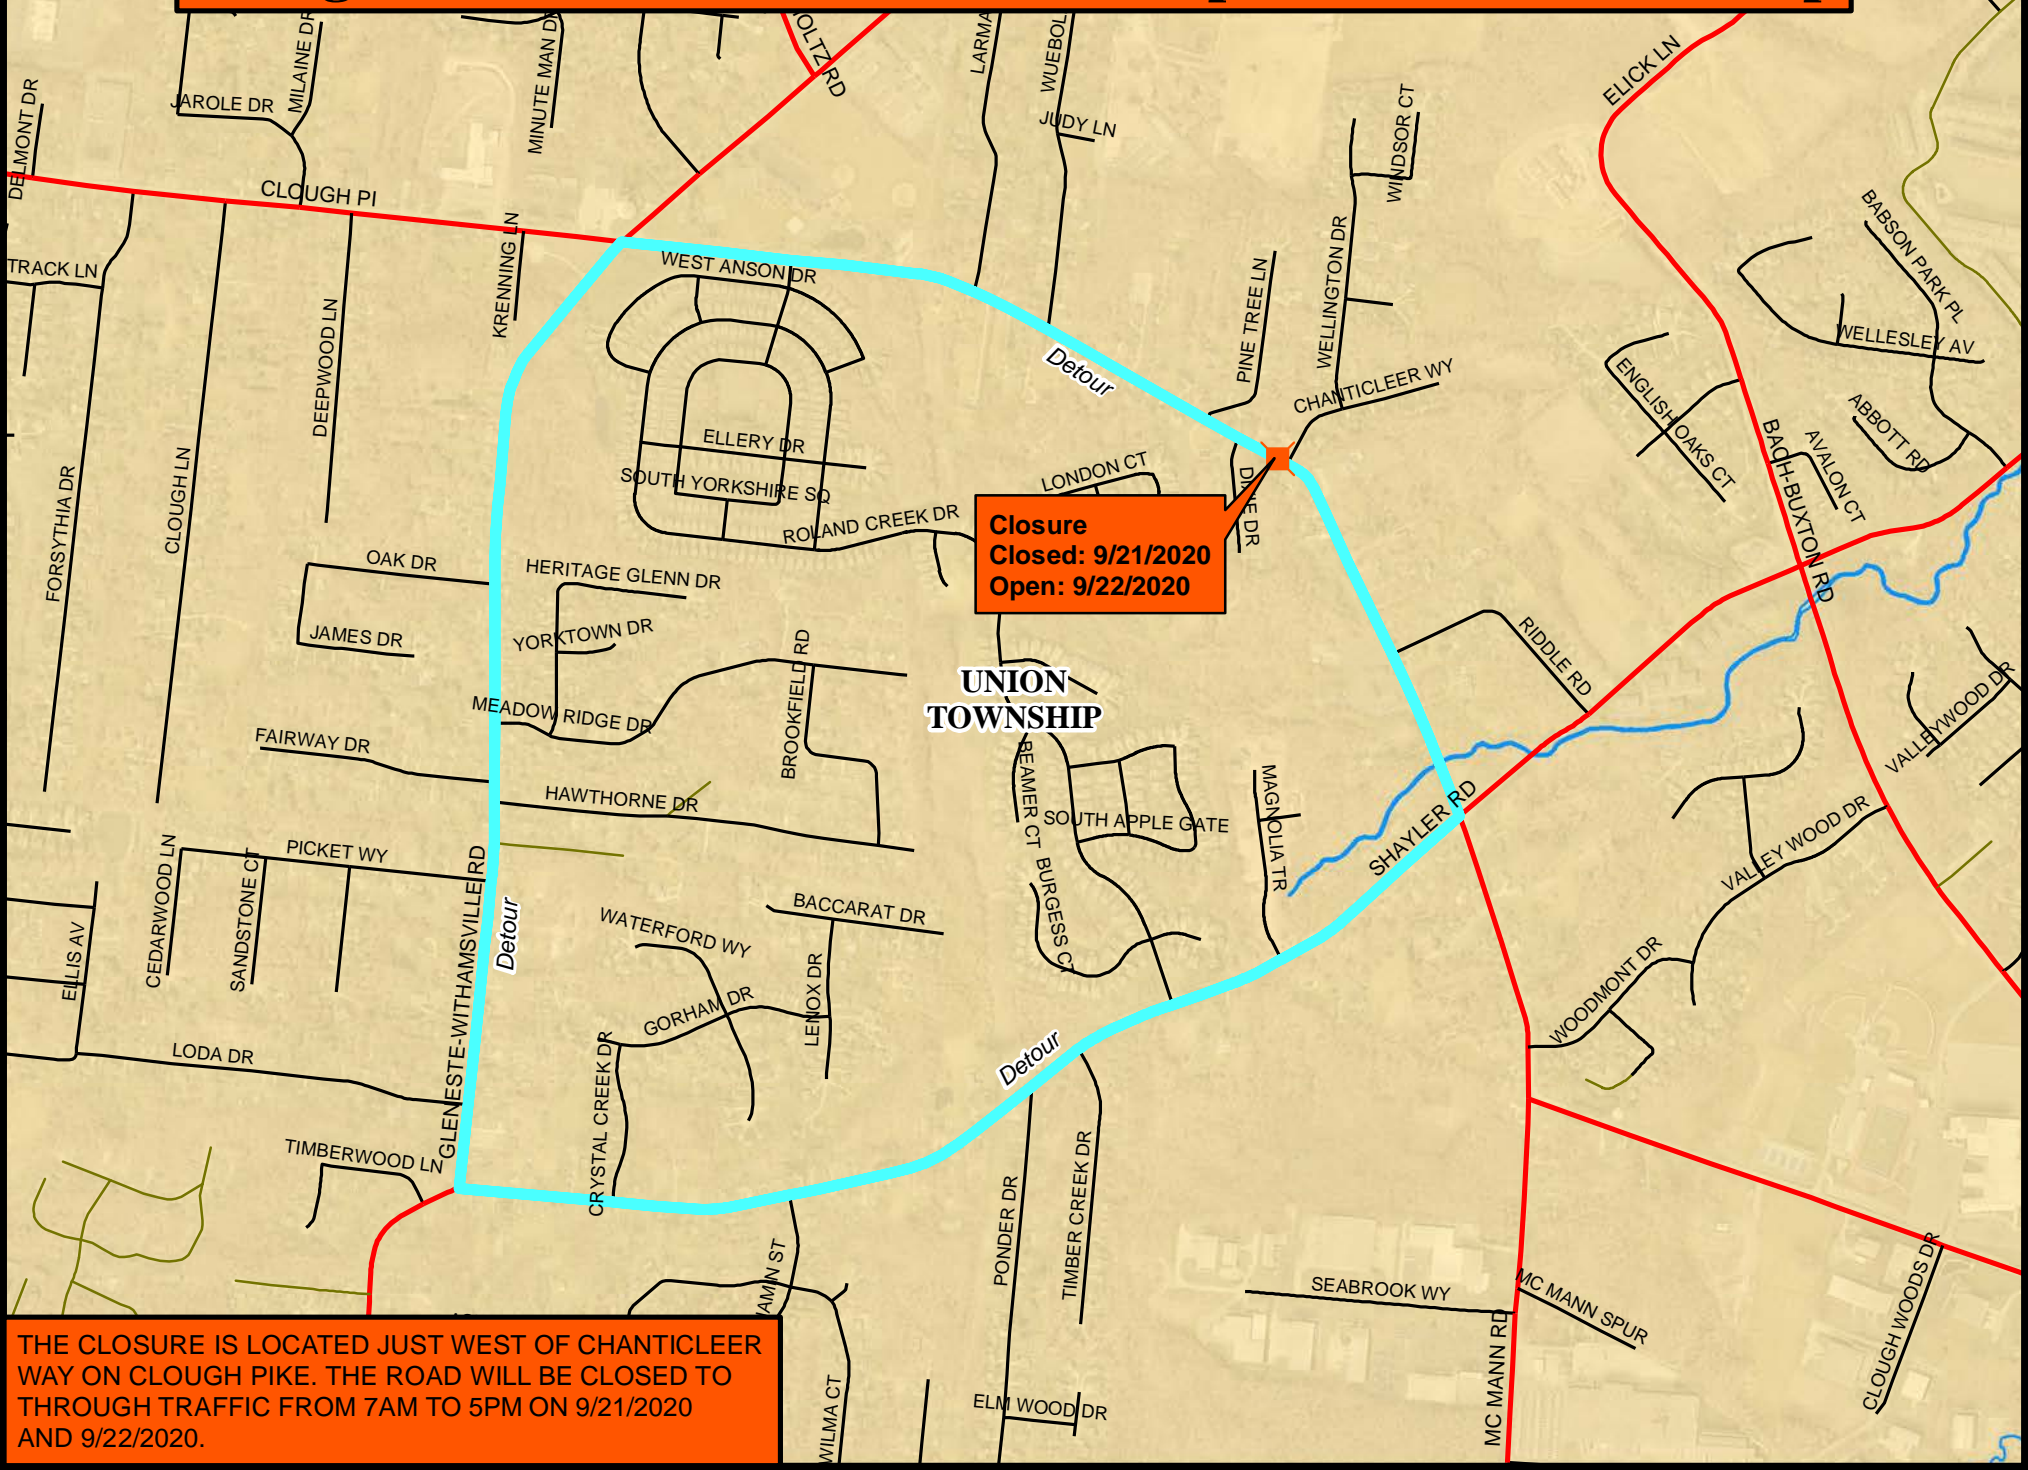 MILAINE DR
MINUTE MAN DR
JAROLE DR
DELMONT DR
JUDY LN
WINDSOR CT
ELICK LN
CLOUGH PI
TRACK LN
KRENNING LN
WEST ANSON DR
DEEPWOOD LN
PINE TREE LN
WELLINGTON DR
CHANTICLEER WY
Detour
BABSON PARK PL
WELLESLEY AV
ENGLISH OAKS CT
ABBOTT RD
AVALON CT
BACH-BUXTON RD
FORSYTHIA DR
CLOUGH LN
ELLERY DR
SOUTH YORKSHIRE SQ
ROLAND CREEK DR
LONDON CT
DIXIE DR
Closure
Closed: 9/21/2020
Open: 9/22/2020
OAK DR
HERITAGE GLENN DR
JAMES DR
YORKTOWN DR
BROOKFIELD RD
MEADOW RIDGE DR
FAIRWAY DR
HAWTHORNE DR
UNION
TOWNSHIP
RIDDLE RD
VALLEYWOOD DR
BEAMER CT
SOUTH APPLE GATE
MAGNOLIA TR
SHAYLER RD
VALLEY WOOD DR
PICKET WY
CEDARWOOD LN
SANDSTONE CT
ELLIS AV
GLENESTE-WITHAMSVILLE RD
Detour
BACCARAT DR
WATERFORD WY
LENOX DR
GORHAM DR
BURGESS CT
WOODMONT DR
LODA DR
CRYSTAL CREEK DR
Detour
TIMBERWOOD LN
PONDER DR
TIMBER CREEK DR
SEABROOK WY
MC MANN SPUR
MC MANN RD
CLOUGH WOODS DR
WILMA CT
ELM WOOD DR
THE CLOSURE IS LOCATED JUST WEST OF CHANTICLEER
WAY ON CLOUGH PIKE. THE ROAD WILL BE CLOSED TO
THROUGH TRAFFIC FROM 7AM TO 5PM ON 9/21/2020
AND 9/22/2020.